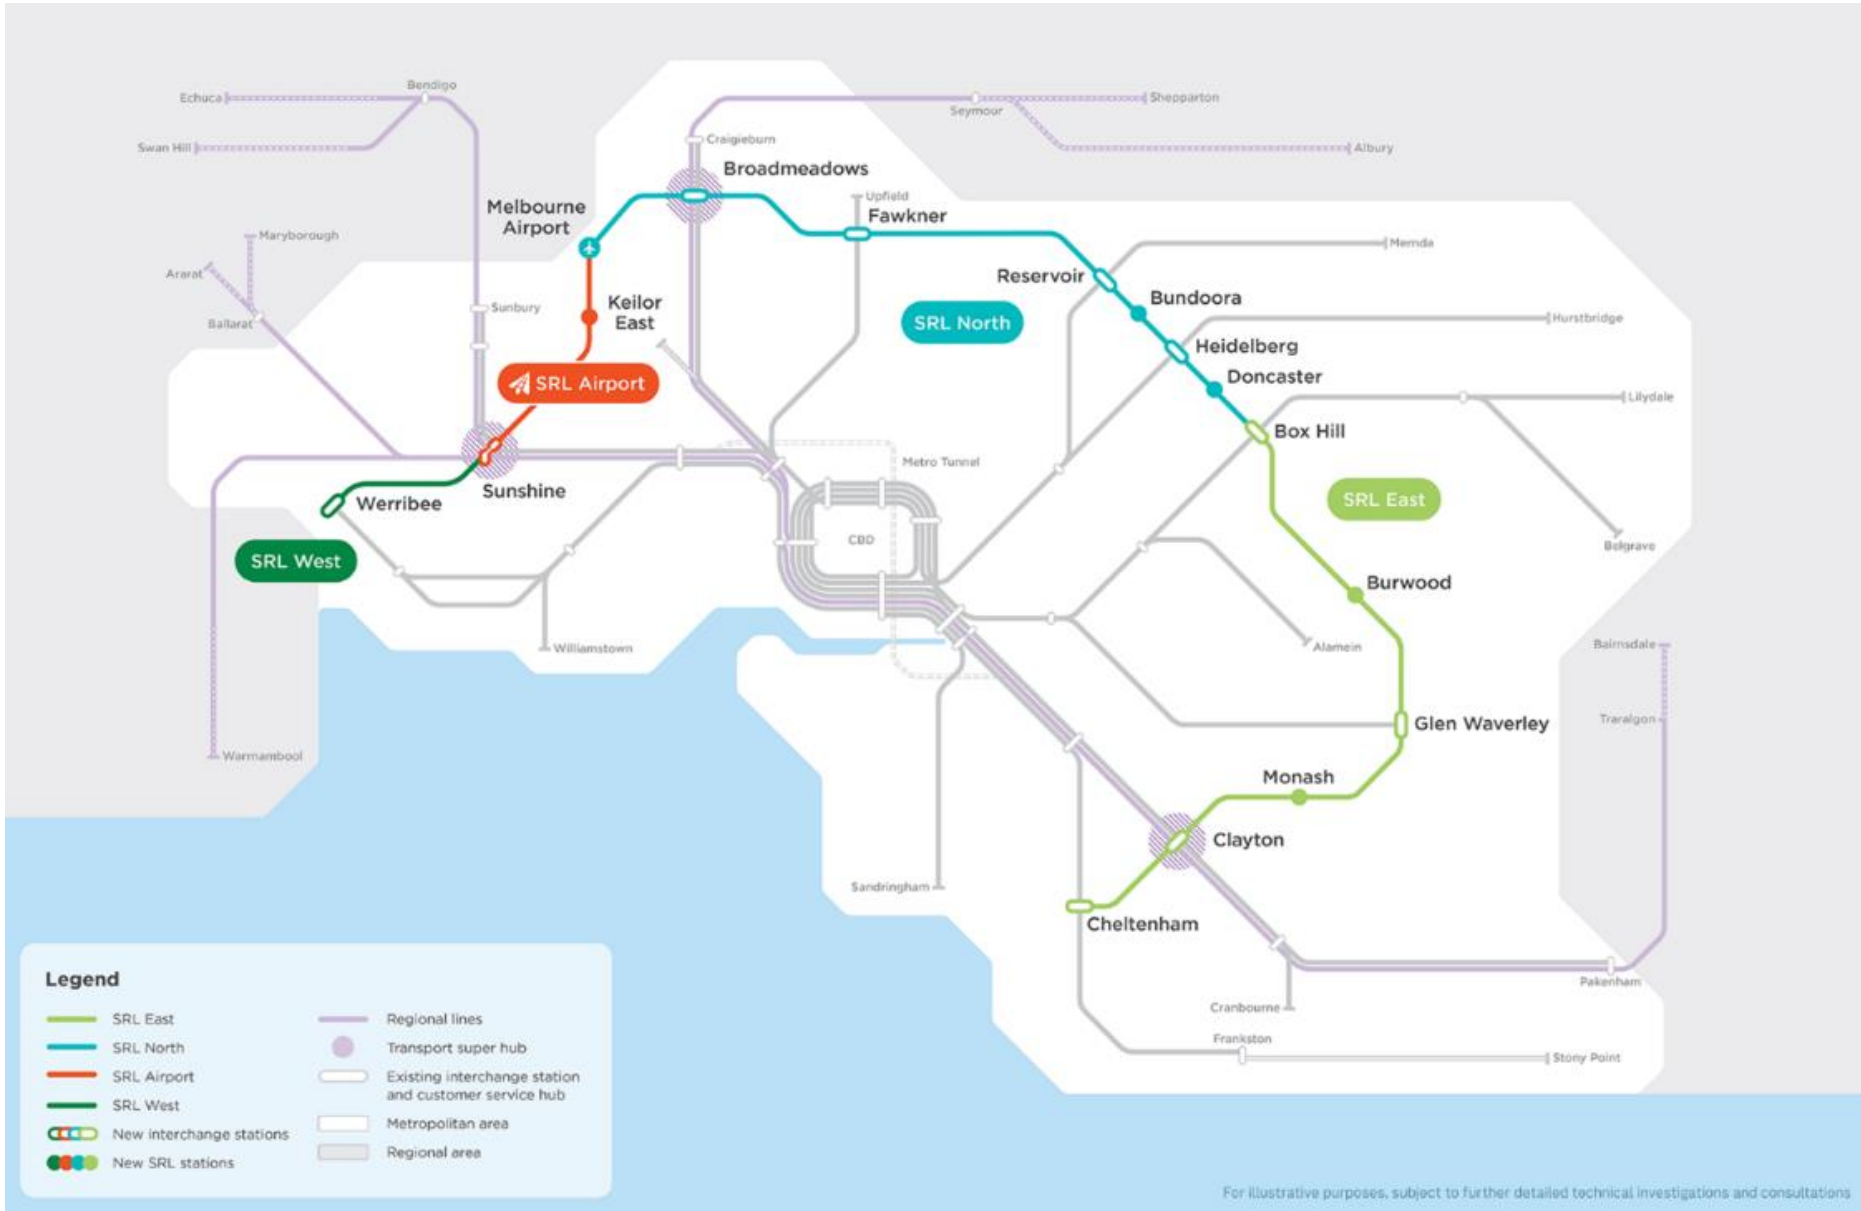 Echuca
Bendigo
Swan Hill
Seymour
Shepparton
Albury
Craigieburn
Broadmeadows
Melbourne
Airport
Upfield
Fawkner
Maryborough
Ararat
Ballarat
Sunbury
Keilor
East
Reservoir
Mernda
Bundoora
SRL North
Hurstbridge
Heidelberg
SRL Airport
Doncaster
Lilydale
Box Hill
Metro Tunnel
Sunshine
Werribee
SRL East
CBD
Belgrave
SRL West
Burwood
Williamstown
Alamein
Bairnsdale
Traralgon
Glen Waverley
Warrnambool
Monash
Clayton
Sandringham
Cheltenham
Pakenham
Cranbourne
Frankston
Stony Point
Legend
SRL East
SRL North
SRL Airport
SRL West
New interchange stations
New SRL stations
Regional lines
Transport super hub
Existing interchange station
and customer service hub
Metropolitan area
Regional area
For illustrative purposes, subject to further detailed technical investigations and consultations